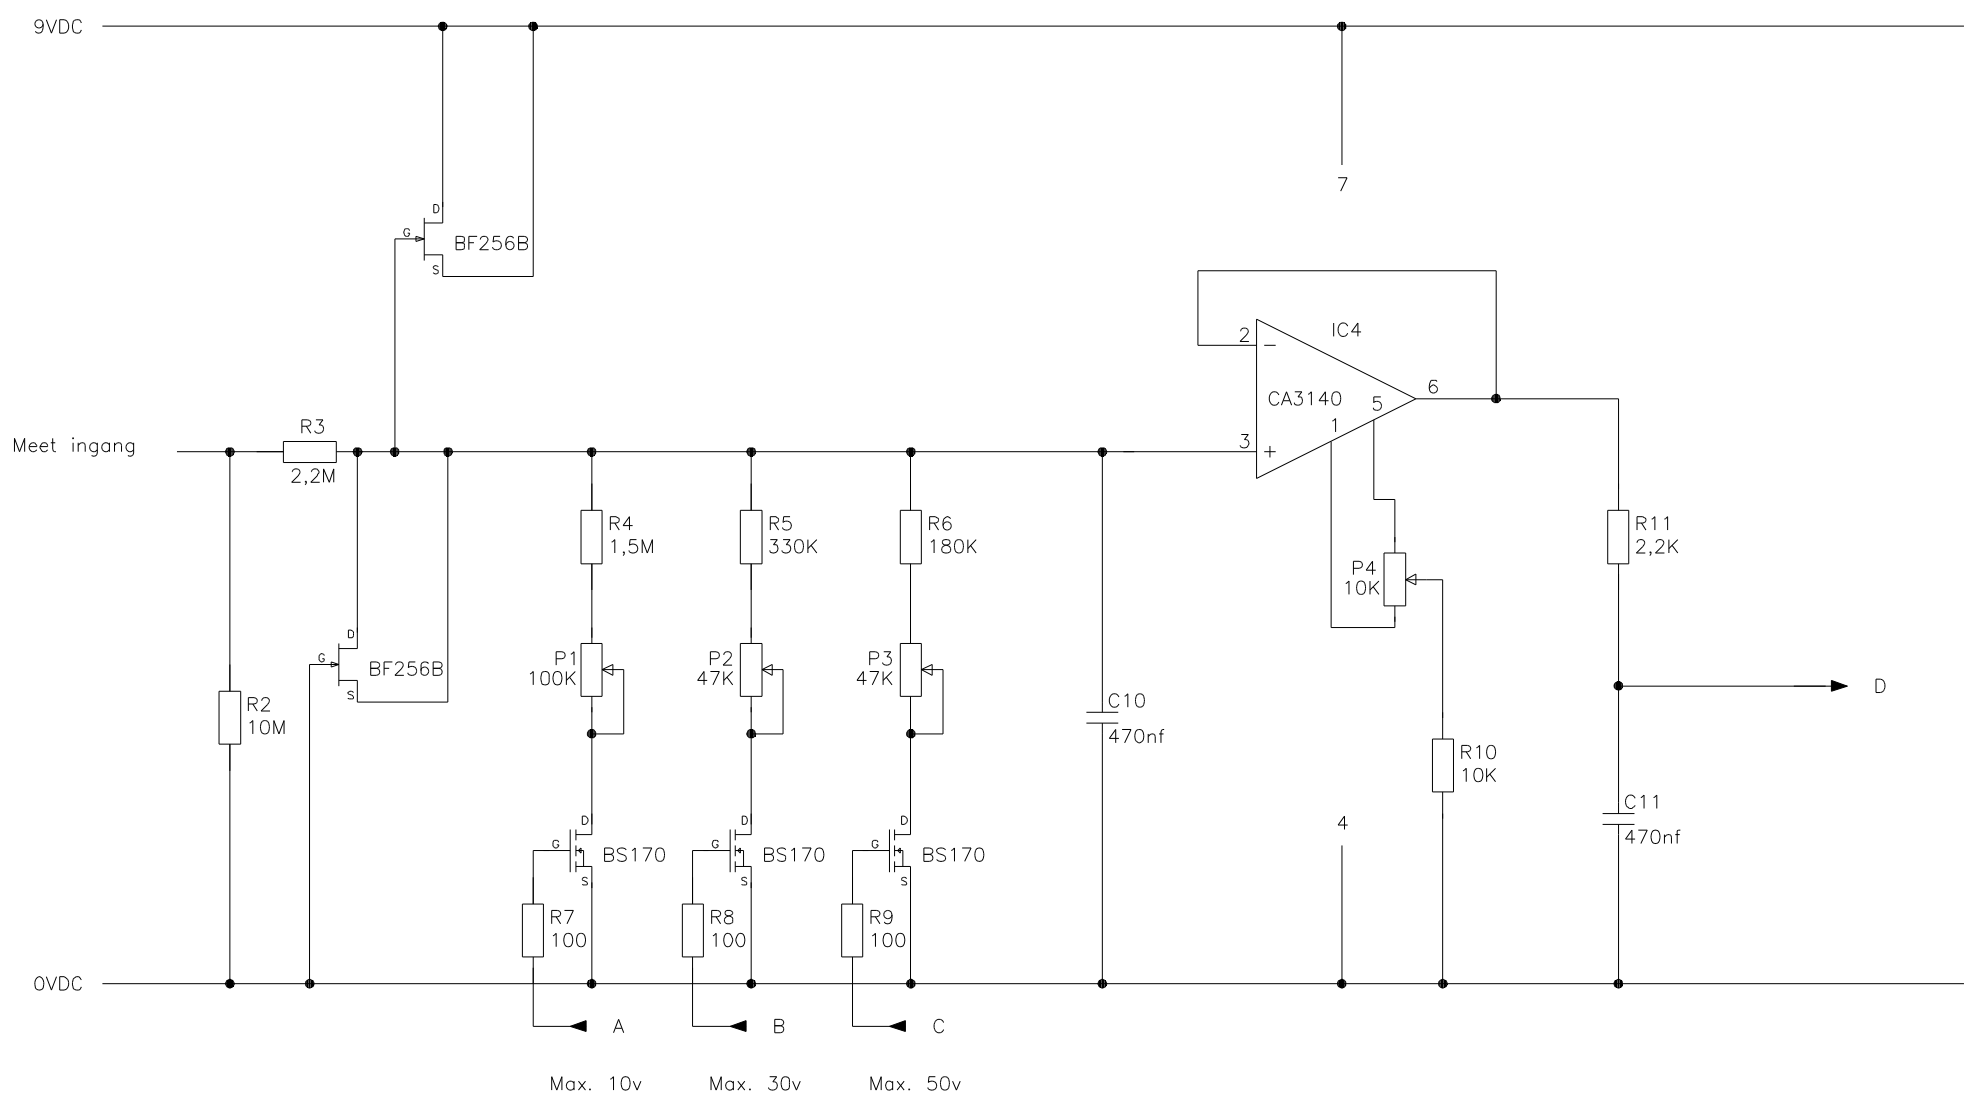 9VDC
7
D
G
BF256B
S
IC4
2
−
6
CA3140
5
1
3
+
Meet ingang
R3
2,2M
R4
1,5M
R5
330K
R6
180K
R11
2,2K
P4
10K
D
G
BF256B
S
P1
100K
P2
47K
P3
47K
D
R2
10M
C10
470nf
R10
10K
C11
470nf
4
D
G
BS170
S
D
G
BS170
S
D
G
BS170
S
R7
100
R8
100
R9
100
0VDC
A
B
C
Max. 10v
Max. 30v
Max. 50v